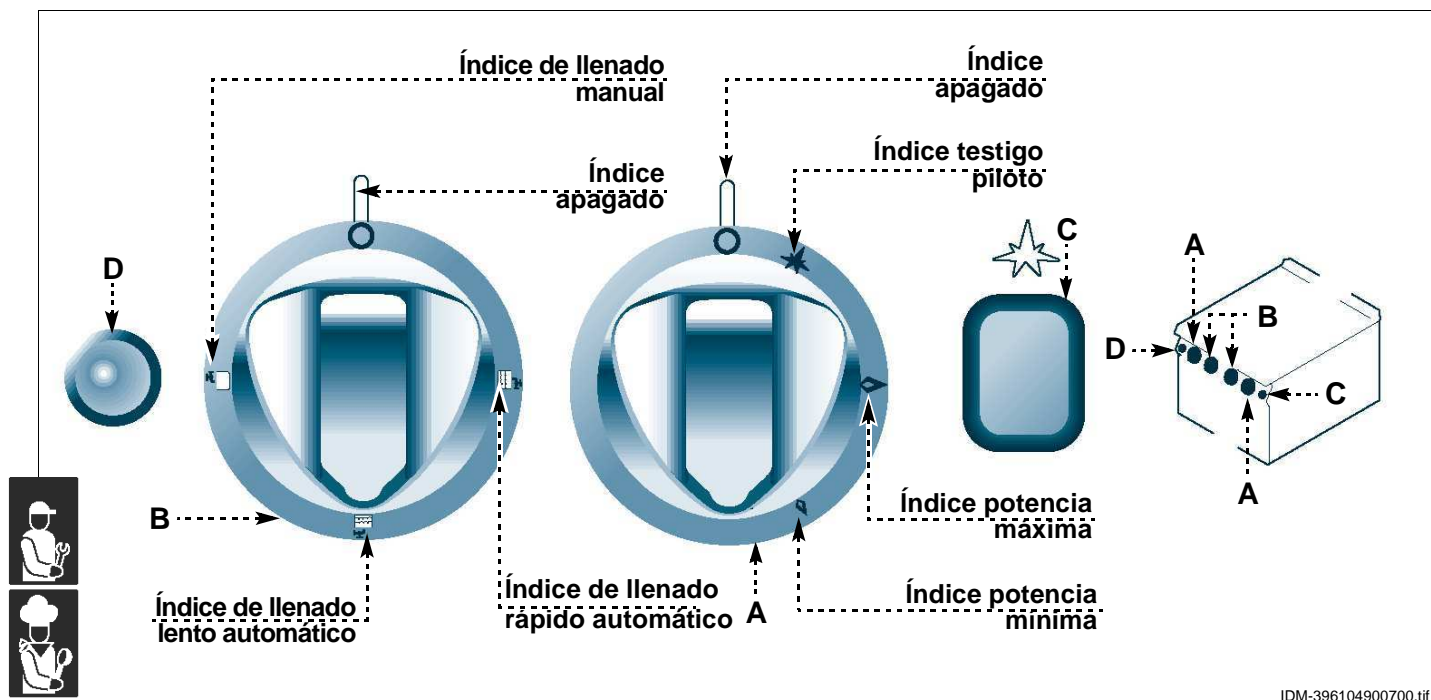 Índice de llenado
manual
Índice
apagado
Índice
apagado
Índice testigo
piloto
D
C
A
B
D
C
A
B
Índice potencia
máxima
Índice de llenado
lento automático
Índice de llenado
rápido automático
A
Índice potencia
mínima
IDM-396104900700.tif